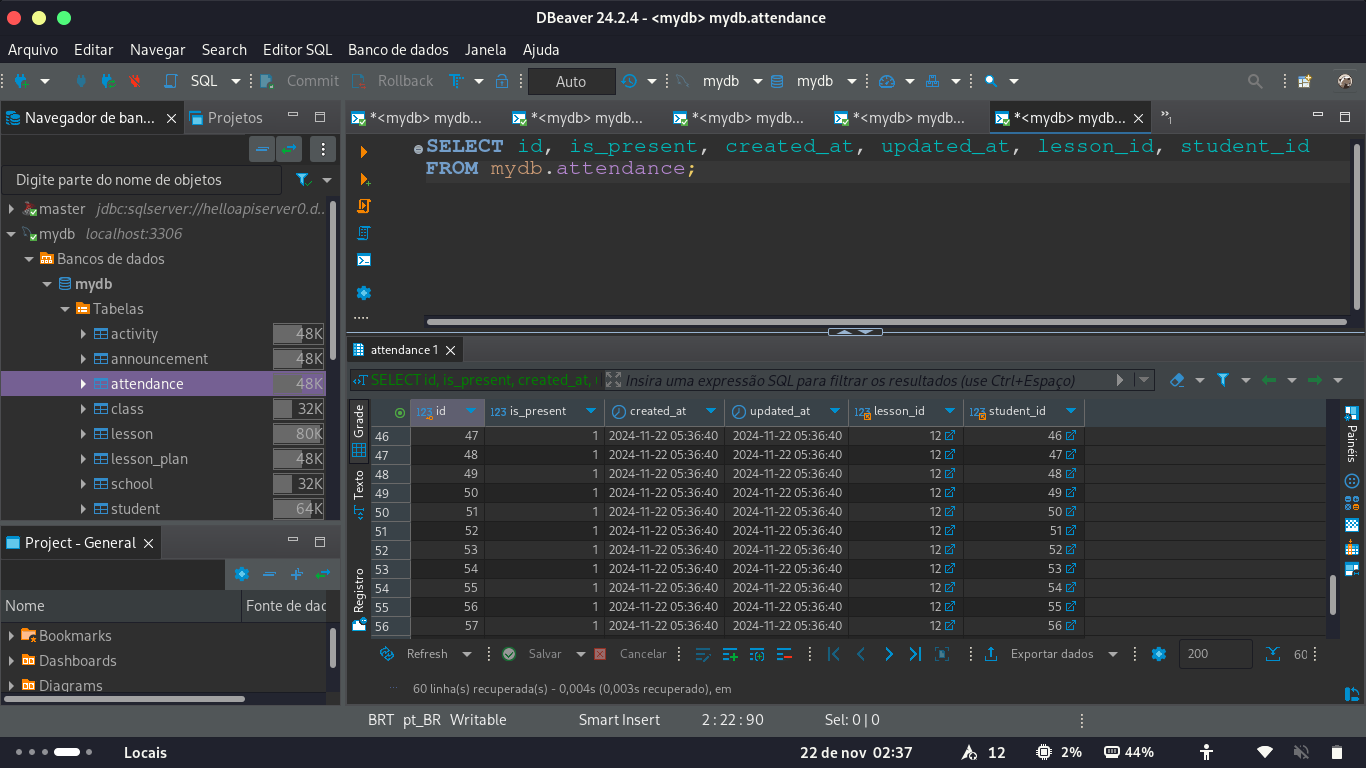 DBeaver 24.2.4 - <mydb> mydb.attendance
Arquivo Editar Navegar Search Editor SQL Banco de dados Janela Ajuda
SQL Commit Rollback Auto mydb mydb
Navegador de ban... Projetos
*<mydb> mydb... *<mydb> mydb... *<mydb> mydb... *<mydb> mydb... *<mydb> mydb... »1
Digite parte do nome de objetos
master jdbc:sqlserver://helloapiserver0.d...
mydb localhost:3306
Bancos de dados
mydb
Tabelas
activity 48K
announcement 48K
attendance 48K
class 32K
lesson 80K
lesson_plan 48K
school 32K
student 64K
SELECT id, is_present, created_at, updated_at, lesson_id, student_id
FROM mydb.attendance;
attendance 1
SELECT id, is_present, created_at, Insira uma expressão SQL para filtrar os resultados (use Ctrl+Espaço)
Grade
Texto
Registro
123 id 123 is_present created_at updated_at 123 lesson_id 123 student_id
46 47 1 2024-11-22 05:36:40 2024-11-22 05:36:40 12 46
47 48 1 2024-11-22 05:36:40 2024-11-22 05:36:40 12 47
48 49 1 2024-11-22 05:36:40 2024-11-22 05:36:40 12 48
49 50 1 2024-11-22 05:36:40 2024-11-22 05:36:40 12 49
50 51 1 2024-11-22 05:36:40 2024-11-22 05:36:40 12 50
51 52 1 2024-11-22 05:36:40 2024-11-22 05:36:40 12 51
52 53 1 2024-11-22 05:36:40 2024-11-22 05:36:40 12 52
53 54 1 2024-11-22 05:36:40 2024-11-22 05:36:40 12 53
54 55 1 2024-11-22 05:36:40 2024-11-22 05:36:40 12 54
55 56 1 2024-11-22 05:36:40 2024-11-22 05:36:40 12 55
56 57 1 2024-11-22 05:36:40 2024-11-22 05:36:40 12 56
Painéis
Refresh Salvar Cancelar Exportar dados 200 60
60 linha(s) recuperada(s) - 0,004s (0,003s recuperado), em
Project - General
Nome Fonte de dad
Bookmarks
Dashboards
Diagrams
BRT pt_BR Writable Smart Insert 2 : 22 : 90 Sel: 0 | 0
Locais 22 de nov 02:37 12 2% 44%